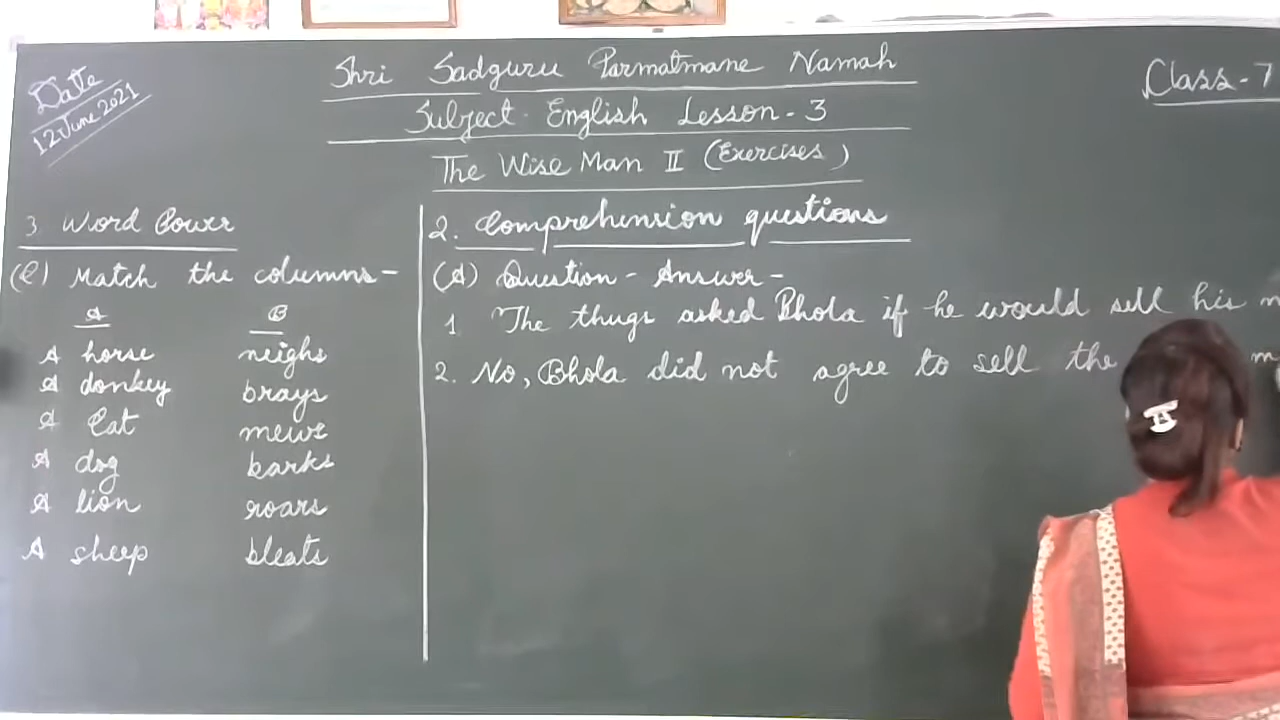 Date
12 June 2021
Shri Sadguru Parmatmane Namah
Class-7
Subject- English Lesson-3
The Wise Man II (Exercises)
3 Word Power
(C) Match the columns-
A B
A horse neighs
A donkey brays
A Cat mews
A dog barks
A lion roars
A sheep bleats
2. Comprehension questions
(A) Question - Answer-
1. The thugs asked Bhola if he would sell his
2. No, Bhola did not agree to sell the